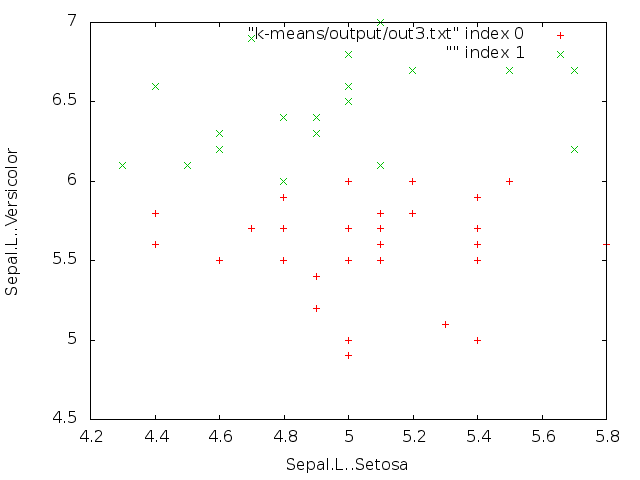 "k-means/output/out3.txt" index 0
"" index 1
7
6.5
6
5.5
5
4.5
4.2 4.4 4.6 4.8 5 5.2 5.4 5.6 5.8
Sepal.L..Versicolor
Sepal.L..Setosa